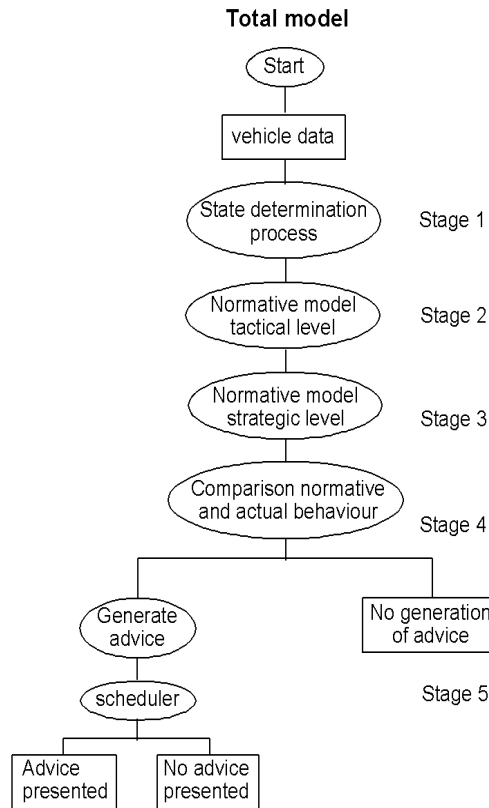 Total model
Start
vehicle data
State determination
process
Stage 1
Normative model
tactical level
Stage 2
Normative model
strategic level
Stage 3
Comparison normative
and actual behaviour
Stage 4
Generate
advice
No generation
of advice
scheduler
Stage 5
Advice
presented
No advice
presented